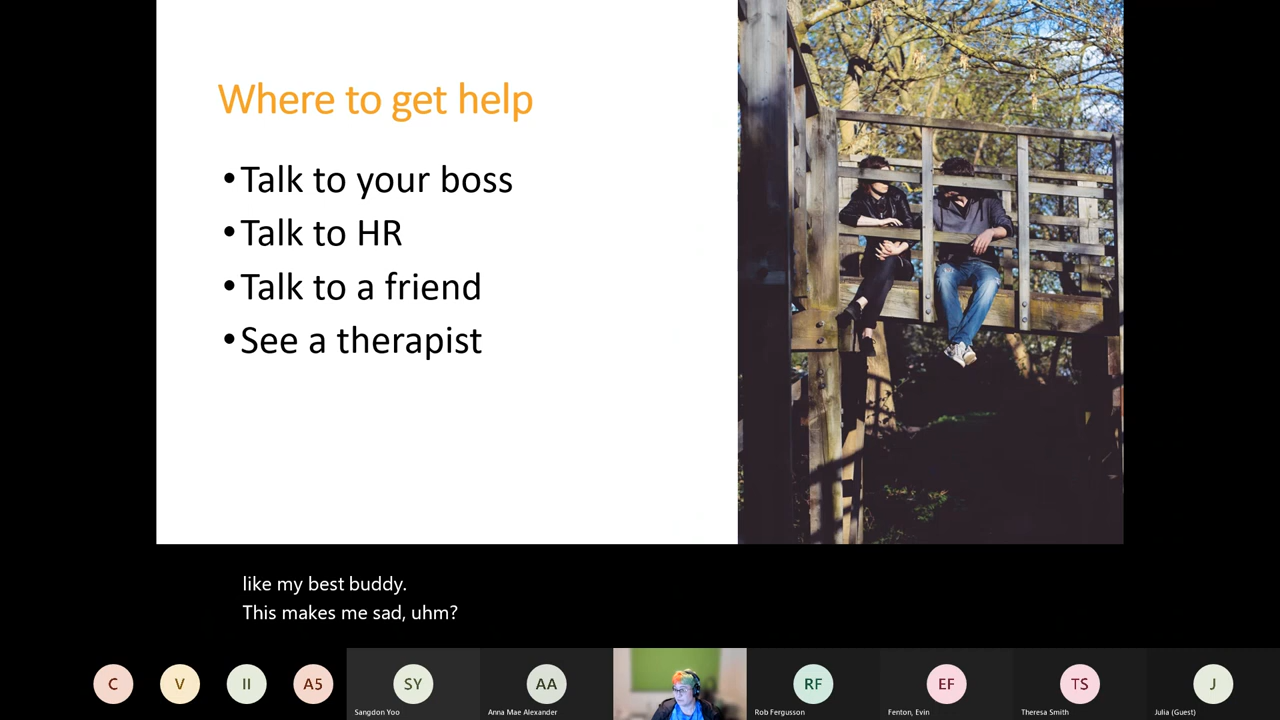 Where to get help
•Talk to your boss
•Talk to HR
•Talk to a friend
•See a therapist
like my best buddy.
This makes me sad, uhm?
C
V
II
A5
SY
AA
RF
EF
TS
J
Sangdon Yoo
Anna Mae Alexander
Rob Fergusson
Fenton, Evin
Theresa Smith
Julia (Guest)